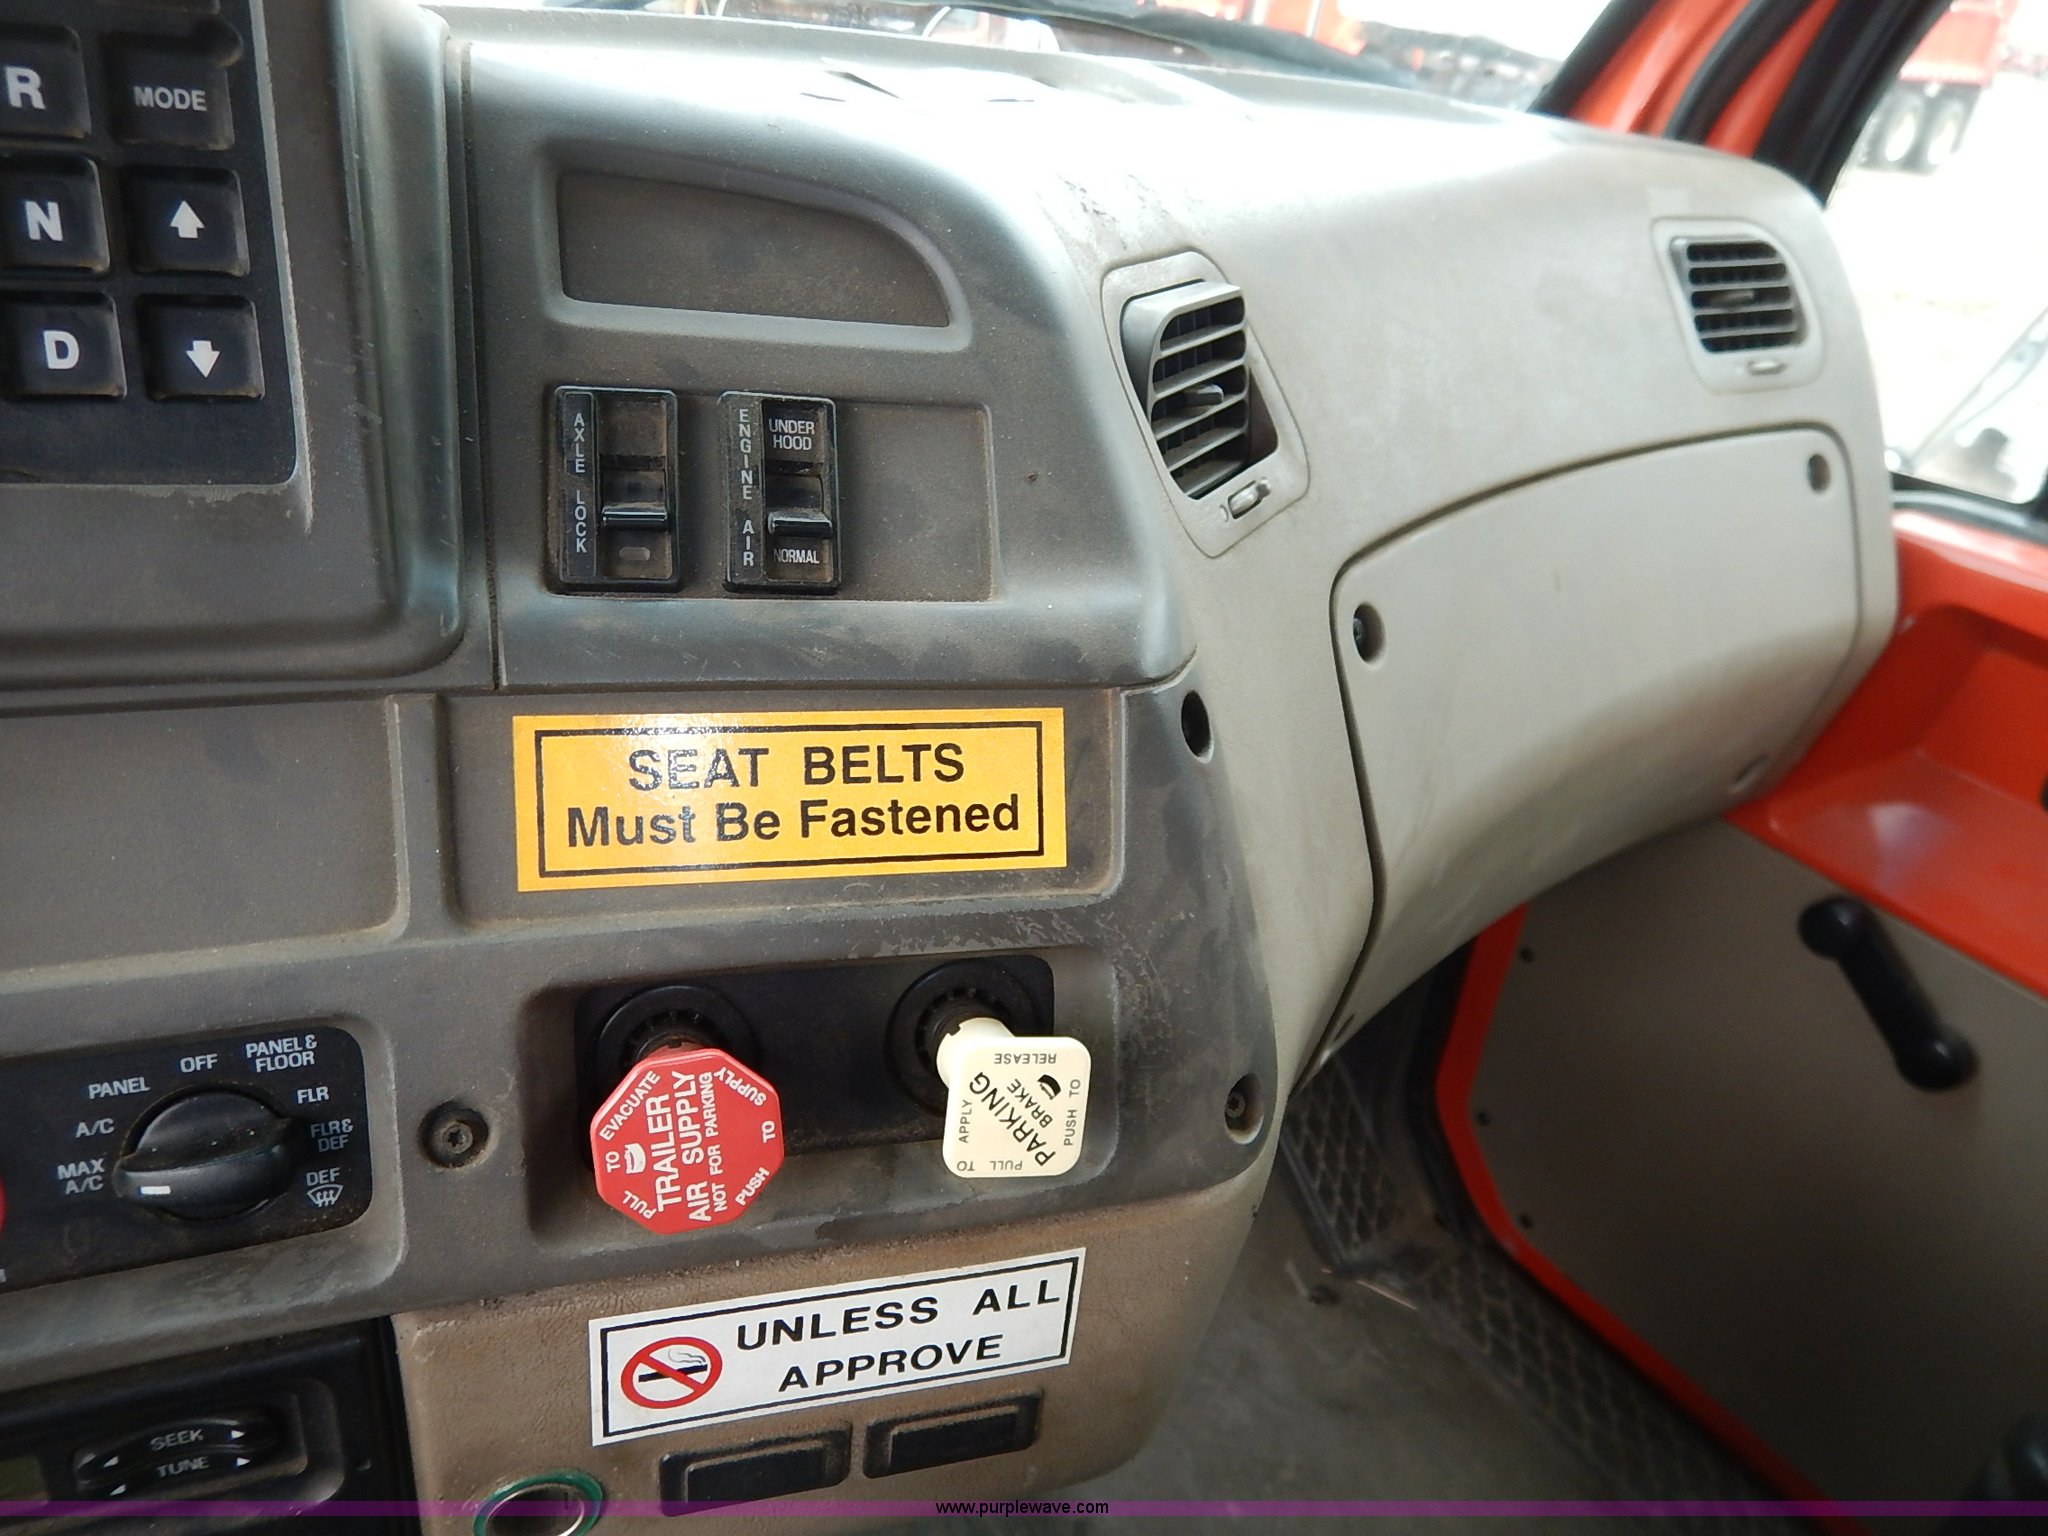 R
MODE
N
D
AXLE LOCK
ENGINE AIR
UNDER
HOOD
NORMAL
SEAT BELTS
Must Be Fastened
PANEL
OFF
PANEL &
FLOOR
FLR
FLR&
DEF
DEF
A/C
MAX
A/C
PULL TO EVACUATE
TRAILER
AIR SUPPLY
NOT FOR PARKING
PUSH TO SUPPLY
PARKING
BRAKE
PULL TO APPLY
PUSH TO RELEASE
UNLESS ALL
APPROVE
SEEK
TUNE
www.purplewave.com